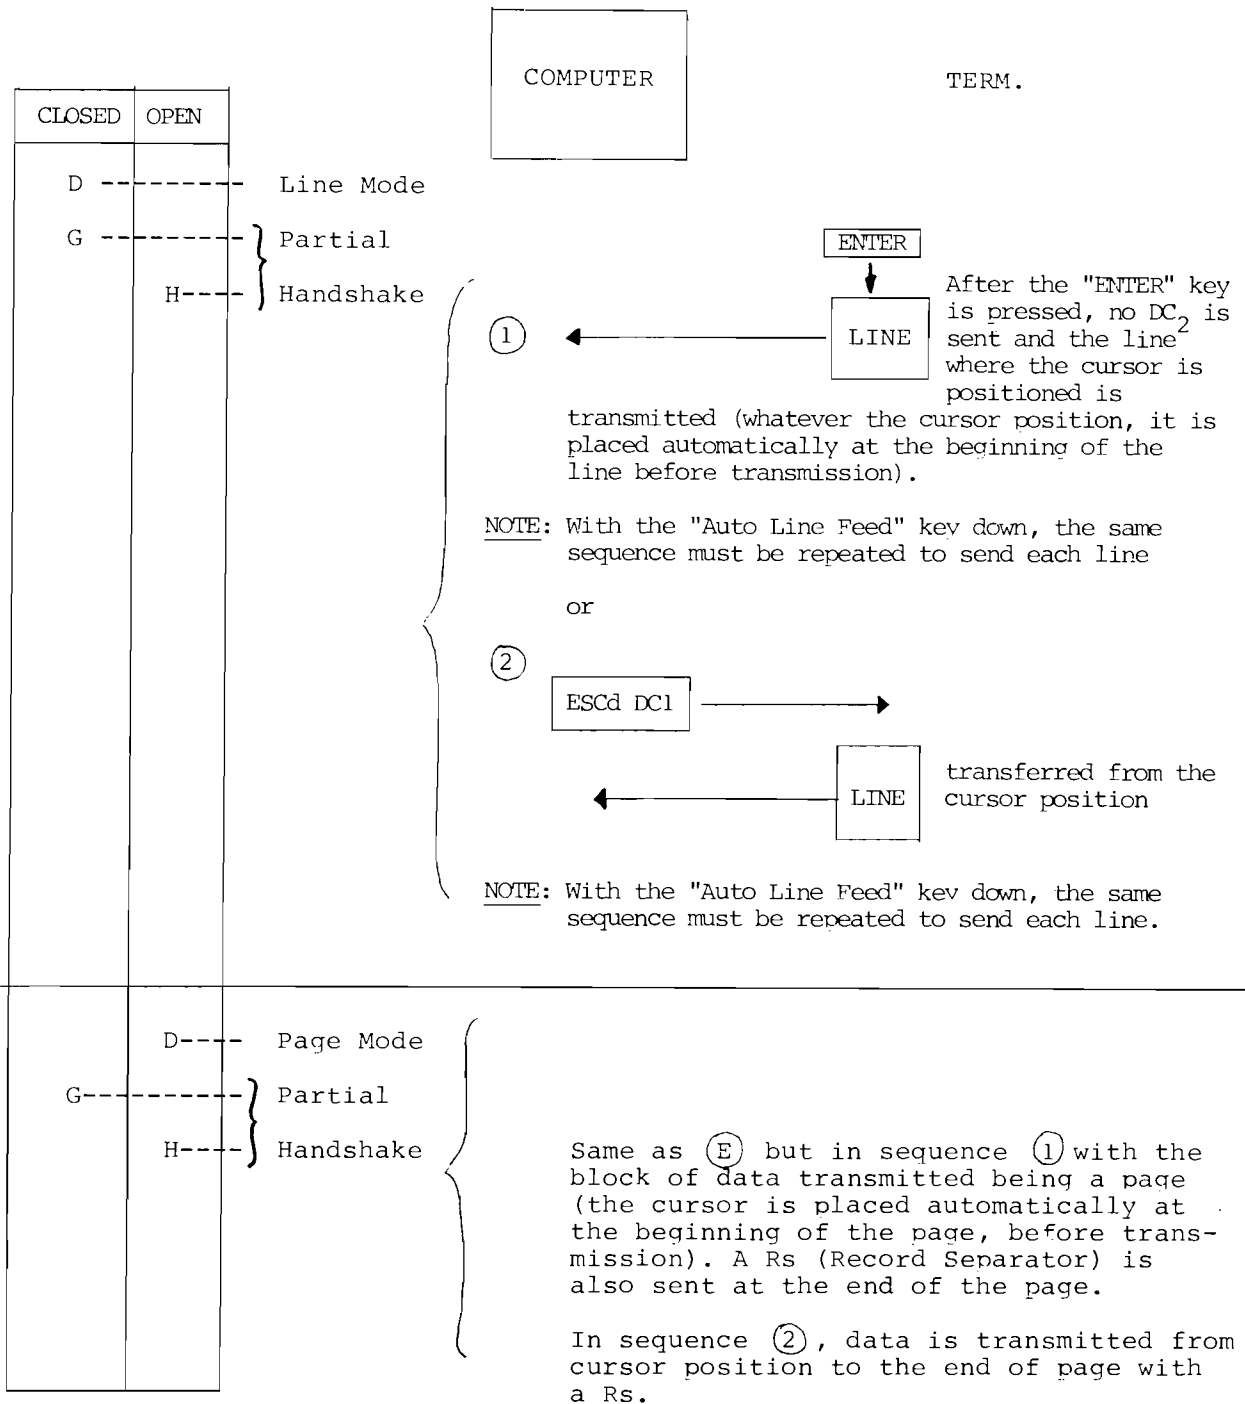 COMPUTER TERM.
CLOSED OPEN
D -------- Line Mode
G -------- Partial
H---- Handshake
ENTER
① LINE
After the "ENTER" key
is pressed, no DC2 is
sent and the line
where the cursor is
positioned is
transmitted (whatever the cursor position, it is
placed automatically at the beginning of the
line before transmission).
NOTE: With the "Auto Line Feed" key down, the same
sequence must be repeated to send each line
or
②
ESCd DC1
LINE
transferred from the
cursor position
NOTE: With the "Auto Line Feed" key down, the same
sequence must be repeated to send each line.
D---- Page Mode
G---------- Partial
H---- Handshake
Same as Ⓔ but in sequence ① with the
block of data transmitted being a page
(the cursor is placed automatically at
the beginning of the page, before trans-
mission). A Rs (Record Separator) is
also sent at the end of the page.
In sequence ②, data is transmitted from
cursor position to the end of page with
a Rs.